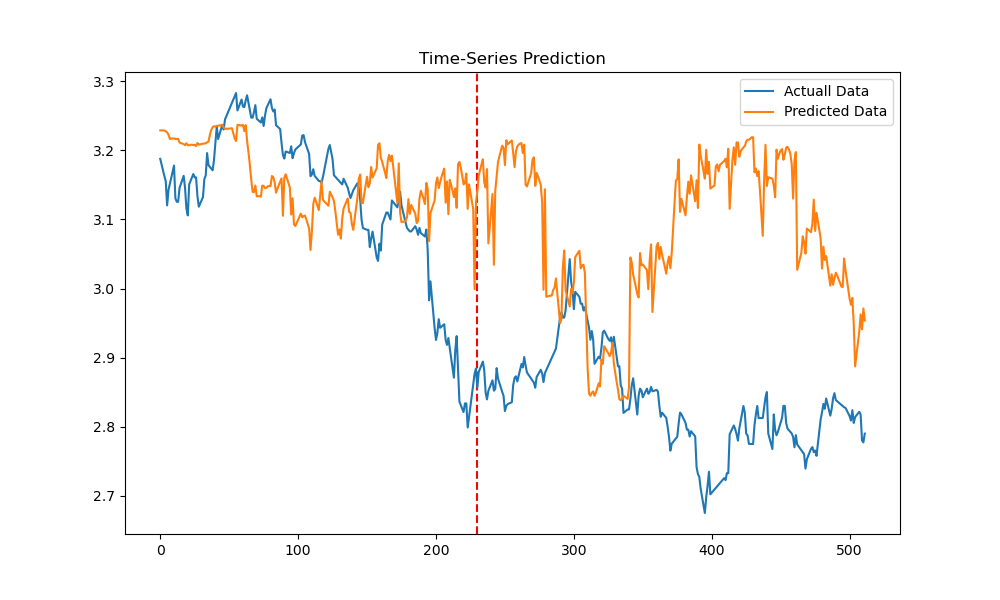 Time-Series Prediction
Actuall Data
Predicted Data
3.3
3.2
3.1
3.0
2.9
2.8
2.7
0 100 200 300 400 500